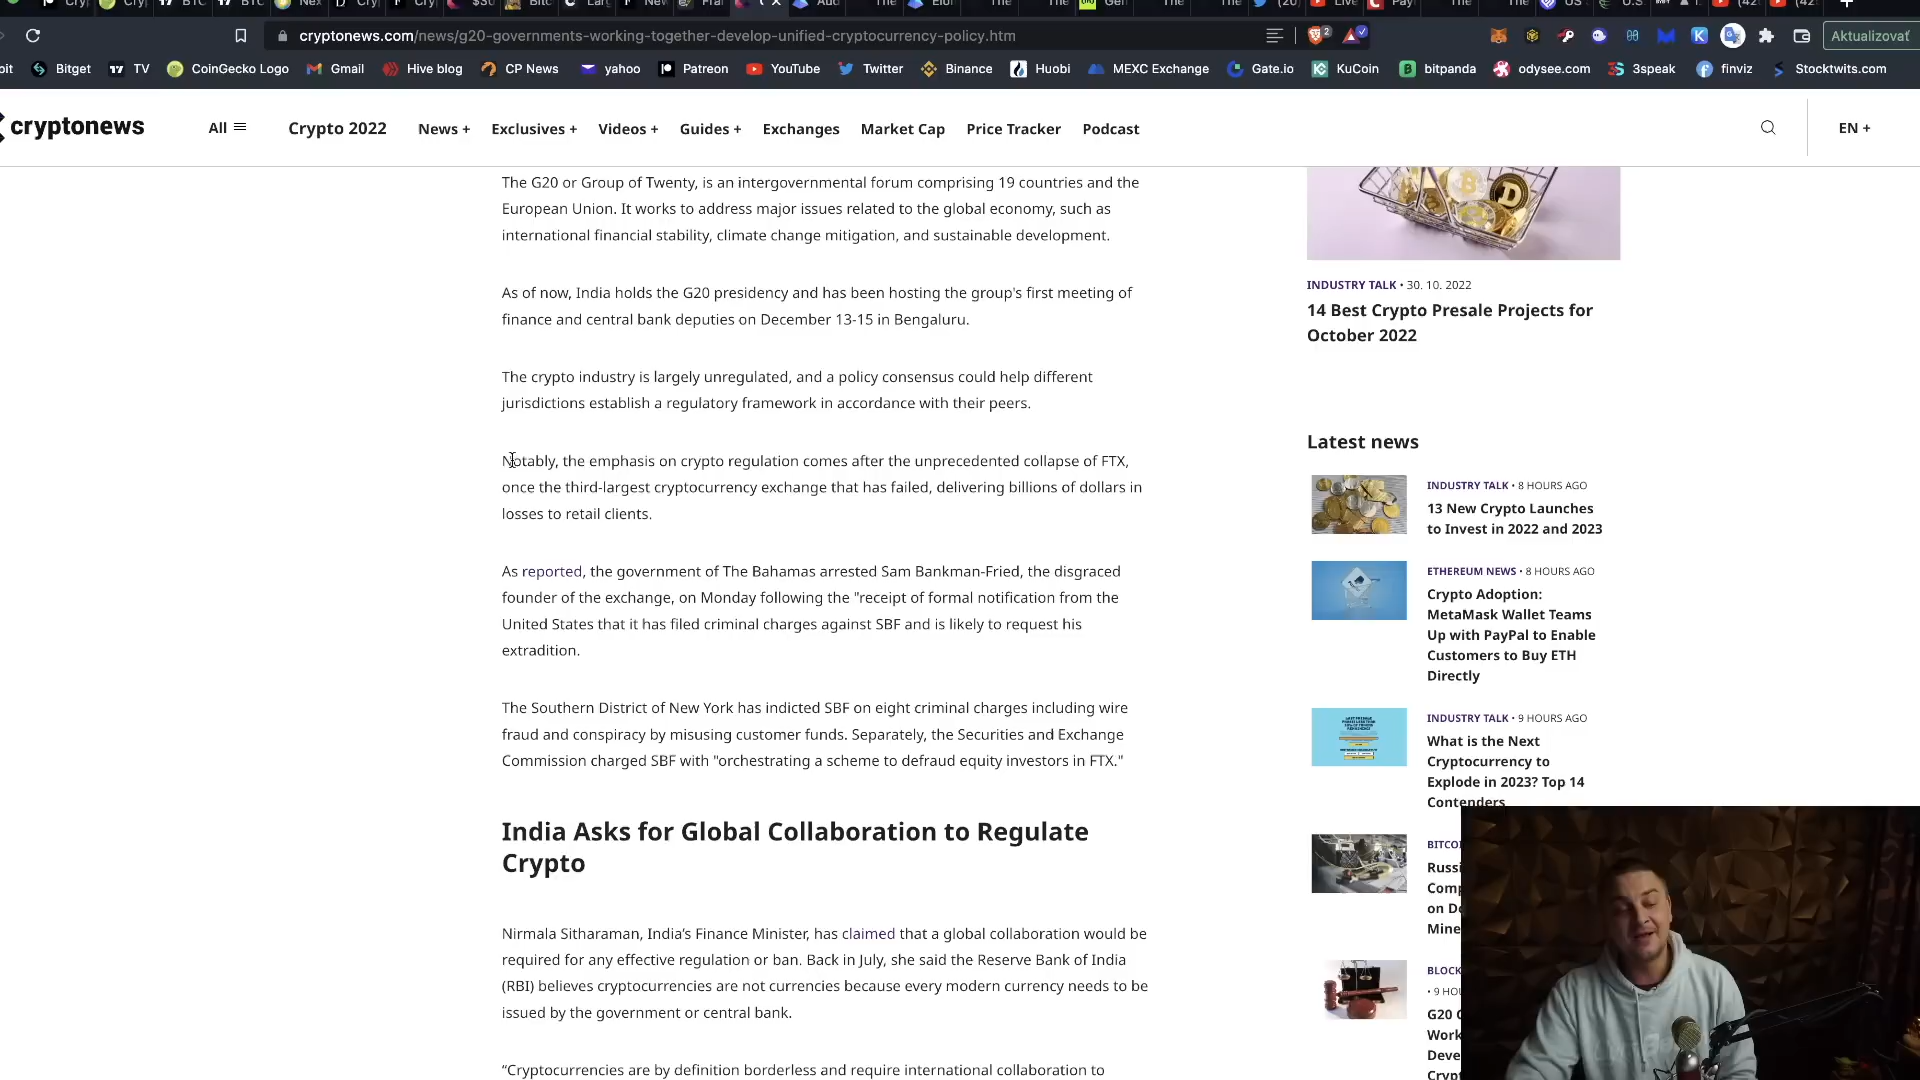 cryptonews.com/news/g20-governments-working-together-develop-unified-cryptocurrency-policy.htm
2
Aktualizovať
Bitget
TV
CoinGecko Logo
Gmail
Hive blog
CP News
yahoo
Patreon
YouTube
Twitter
Binance
Huobi
MEXC Exchange
Gate.io
KuCoin
bitpanda
odysee.com
3speak
finviz
Stocktwits.com
cryptonews
All
Crypto 2022
News +
Exclusives +
Videos +
Guides +
Exchanges
Market Cap
Price Tracker
Podcast
EN +
The G20 or Group of Twenty, is an intergovernmental forum comprising 19 countries and the
European Union. It works to address major issues related to the global economy, such as
international financial stability, climate change mitigation, and sustainable development.
As of now, India holds the G20 presidency and has been hosting the group's first meeting of
finance and central bank deputies on December 13-15 in Bengaluru.
The crypto industry is largely unregulated, and a policy consensus could help different
jurisdictions establish a regulatory framework in accordance with their peers.
Notably, the emphasis on crypto regulation comes after the unprecedented collapse of FTX,
once the third-largest cryptocurrency exchange that has failed, delivering billions of dollars in
losses to retail clients.
As reported, the government of The Bahamas arrested Sam Bankman-Fried, the disgraced
founder of the exchange, on Monday following the "receipt of formal notification from the
United States that it has filed criminal charges against SBF and is likely to request his
extradition.
The Southern District of New York has indicted SBF on eight criminal charges including wire
fraud and conspiracy by misusing customer funds. Separately, the Securities and Exchange
Commission charged SBF with "orchestrating a scheme to defraud equity investors in FTX."
India Asks for Global Collaboration to Regulate
Crypto
Nirmala Sitharaman, India’s Finance Minister, has claimed that a global collaboration would be
required for any effective regulation or ban. Back in July, she said the Reserve Bank of India
(RBI) believes cryptocurrencies are not currencies because every modern currency needs to be
issued by the government or central bank.
“Cryptocurrencies are by definition borderless and require international collaboration to
INDUSTRY TALK • 30. 10. 2022
14 Best Crypto Presale Projects for
October 2022
Latest news
INDUSTRY TALK • 8 HOURS AGO
13 New Crypto Launches
to Invest in 2022 and 2023
ETHEREUM NEWS • 8 HOURS AGO
Crypto Adoption:
MetaMask Wallet Teams
Up with PayPal to Enable
Customers to Buy ETH
Directly
INDUSTRY TALK • 9 HOURS AGO
What is the Next
Cryptocurrency to
Explode in 2023? Top 14
Contenders
BITCO
Russi
Comp
on D
Mine
BLOCK
• 9 HOU
G20 
Work
Deve
Crypt